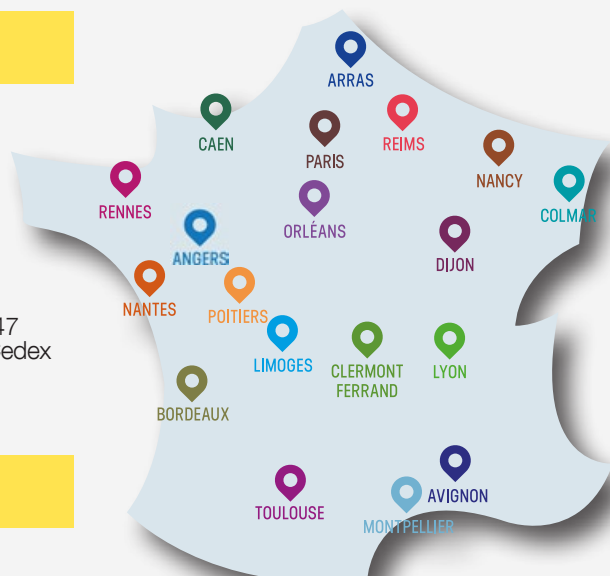 ARRAS
CAEN
PARIS
REIMS
NANCY
RENNES
COLMAR
ORLÉANS
ANGERS
DIJON
NANTES
POITIERS
47
edex
LIMOGES
CLERMONT
FERRAND
LYON
BORDEAUX
AVIGNON
TOULOUSE
MONTPELLIER